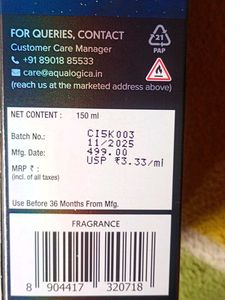 FOR QUERIES, CONTACT
Customer Care Manager
+91 89018 85533
care@aqualogica.in
(reach us at the marketed address above)
21
PAP
NET CONTENT : 150 ml
Batch No.: CI5K003
Mfg. Date: 11/2025
MRP ₹ : 499.00
(incl. of all taxes) USP ₹3.33/ml
Use Before 36 Months From Mfg.
FRAGRANCE
8 904417 320718